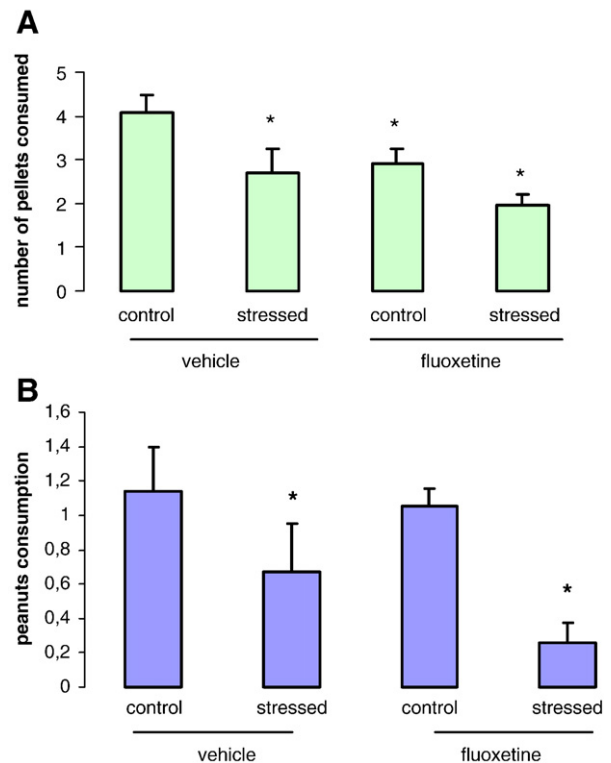 A
number of pellets consumed
5
4
3
2
1
0
*
*
*
control stressed control stressed
vehicle fluoxetine
B
peanuts consumption
1,6
1,4
1,2
1
0,8
0,6
0,4
0,2
0
*
*
control stressed control stressed
vehicle fluoxetine